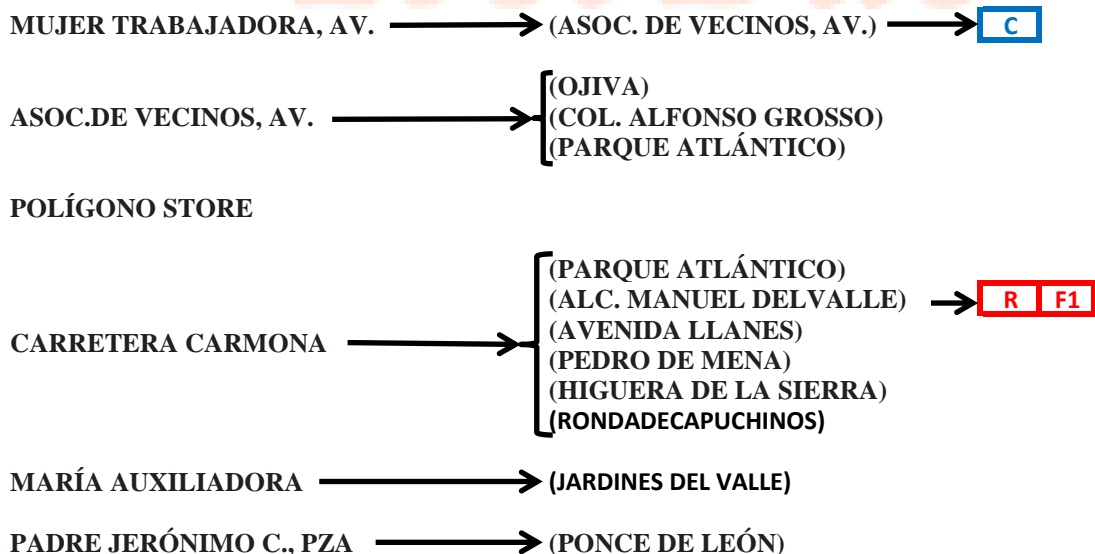 MUJER TRABAJADORA, AV. (ASOC. DE VECINOS, AV.) C
ASOC.DE VECINOS, AV. (OJIVA)
(COL. ALFONSO GROSSO)
(PARQUE ATLÁNTICO)
POLÍGONO STORE
CARRETERA CARMONA (PARQUE ATLÁNTICO)
(ALC. MANUEL DELVALLE) R F1
(AVENIDA LLANES)
(PEDRO DE MENA)
(HIGUERA DE LA SIERRA)
(RONDADECAPUCHINOS)
MARÍA AUXILIADORA (JARDINES DEL VALLE)
PADRE JERÓNIMO C., PZA (PONCE DE LEÓN)